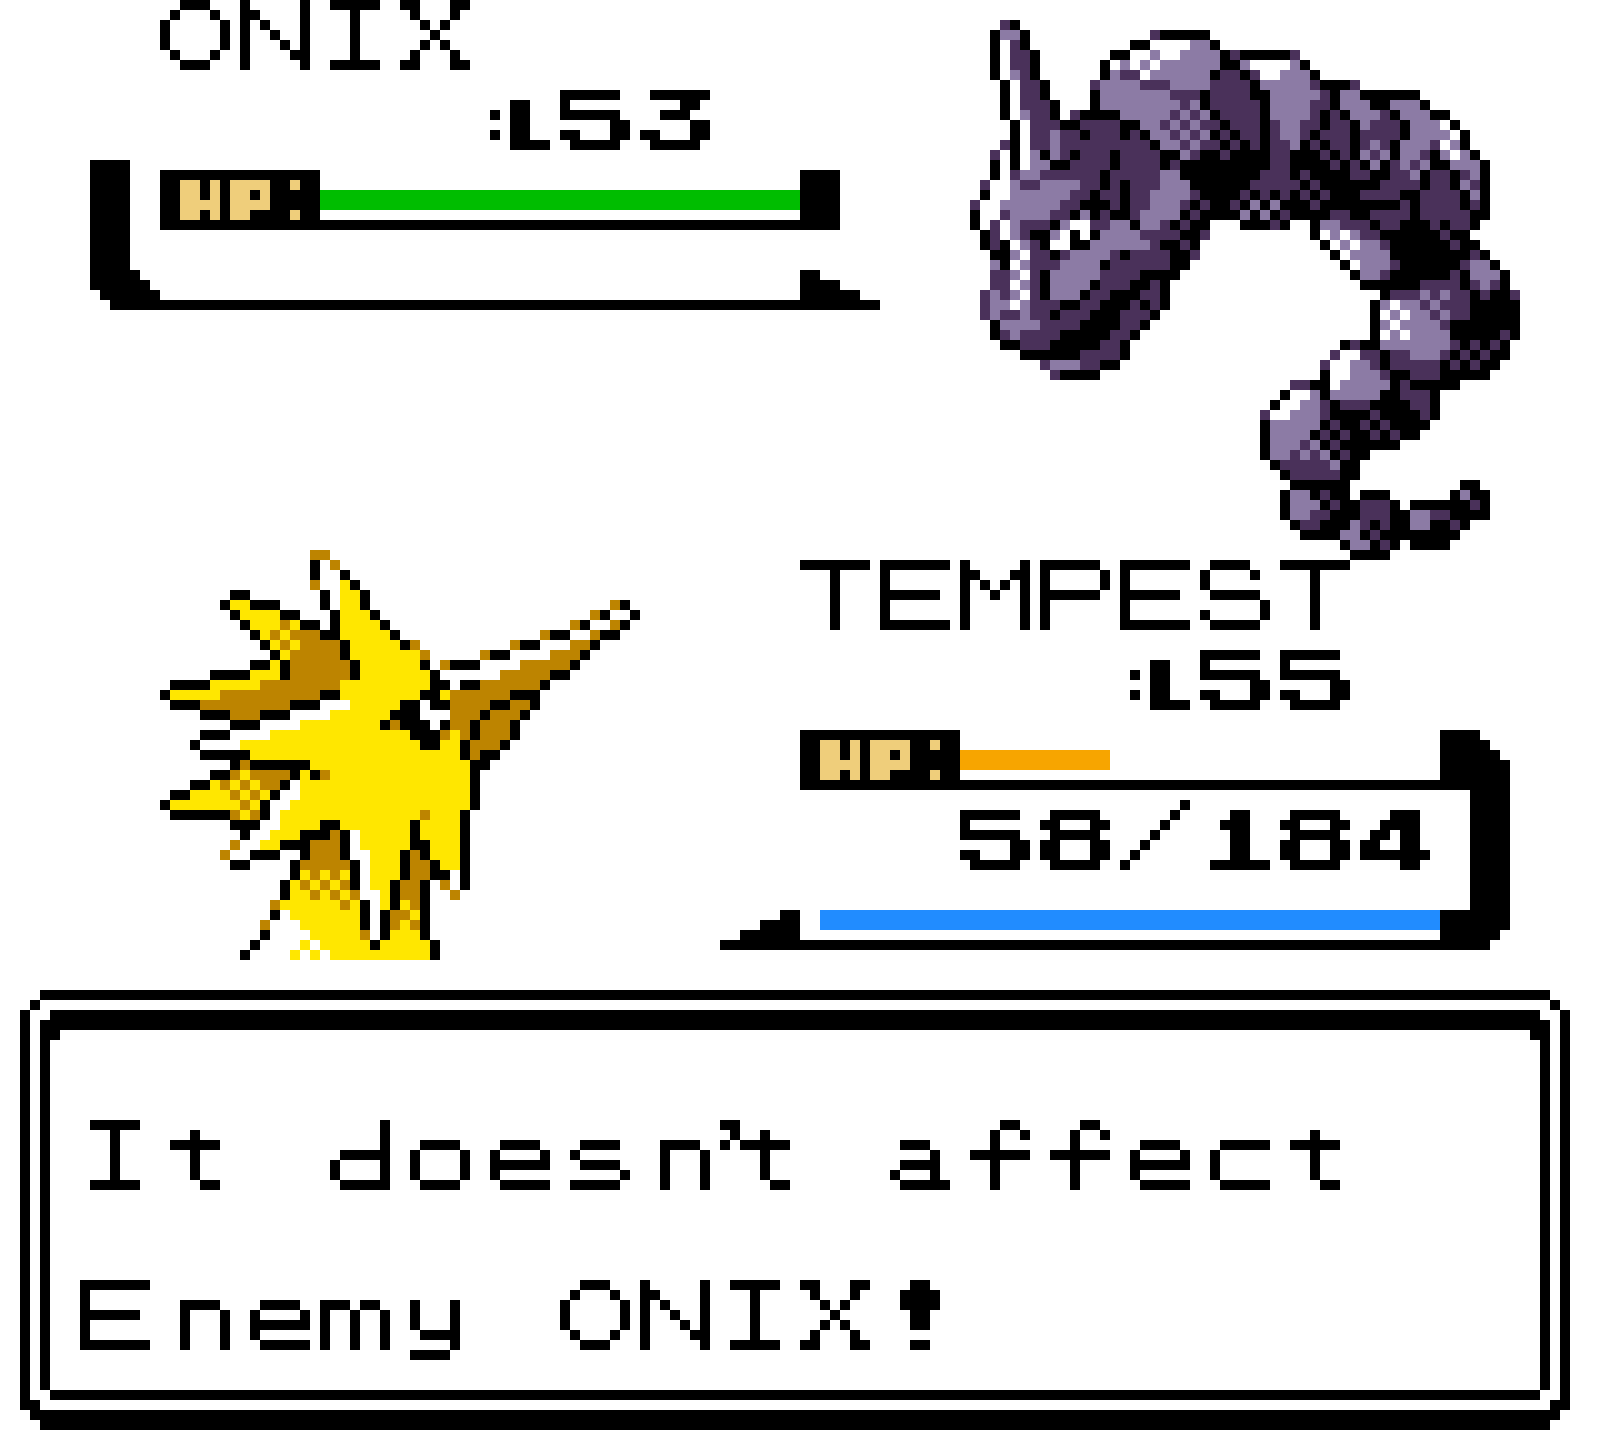 ONIX
:L53
HP:
TEMPEST
:L55
HP:
58/184
It doesn't affect
Enemy ONIX!